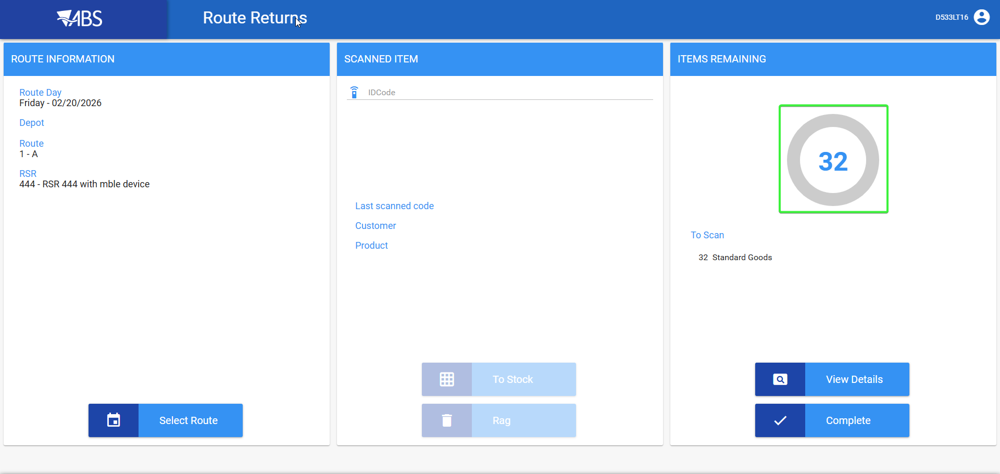 ABS
Route Returns
D533LT16
ROUTE INFORMATION
Route Day
Friday - 02/20/2026
Depot
Route
1 - A
RSR
444 - RSR 444 with mble device
Select Route
SCANNED ITEM
IDCode
Last scanned code
Customer
Product
To Stock
Rag
ITEMS REMAINING
32
To Scan
32 Standard Goods
View Details
Complete